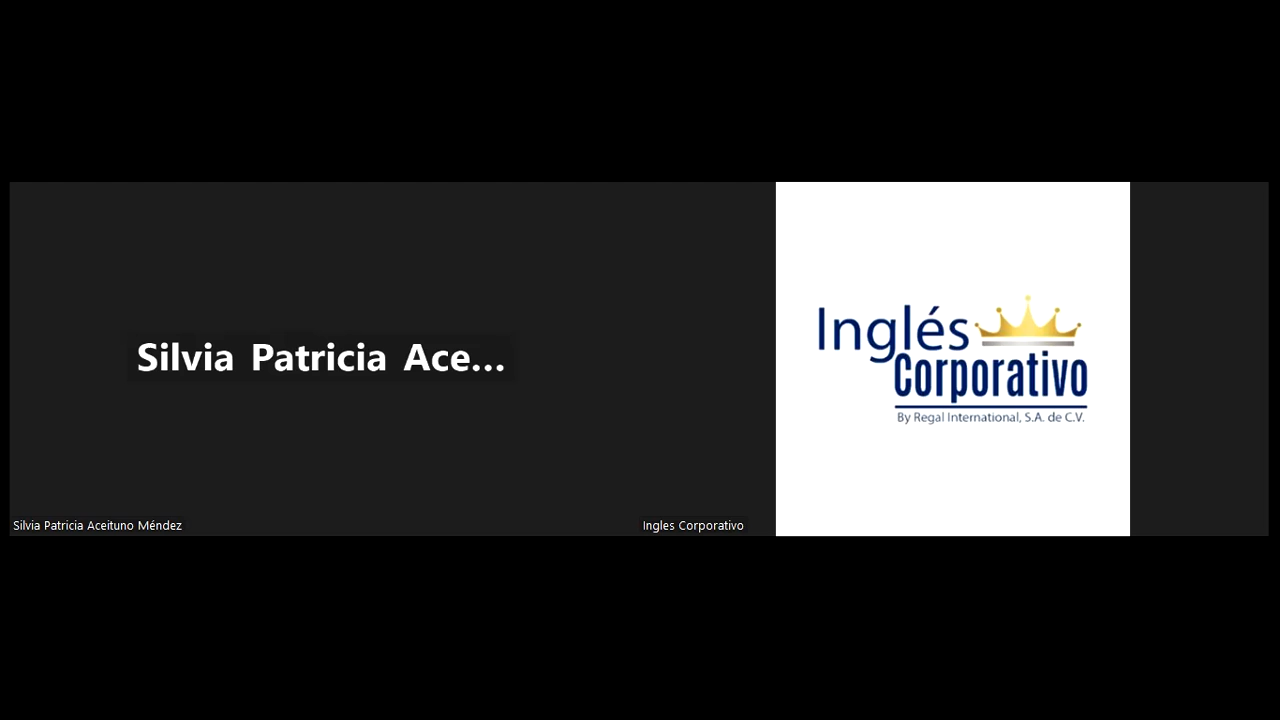 Silvia Patricia Ace...
Silvia Patricia Aceituno Méndez
Inglés
Corporativo
By Regal International, S.A. de C.V.
Ingles Corporativo